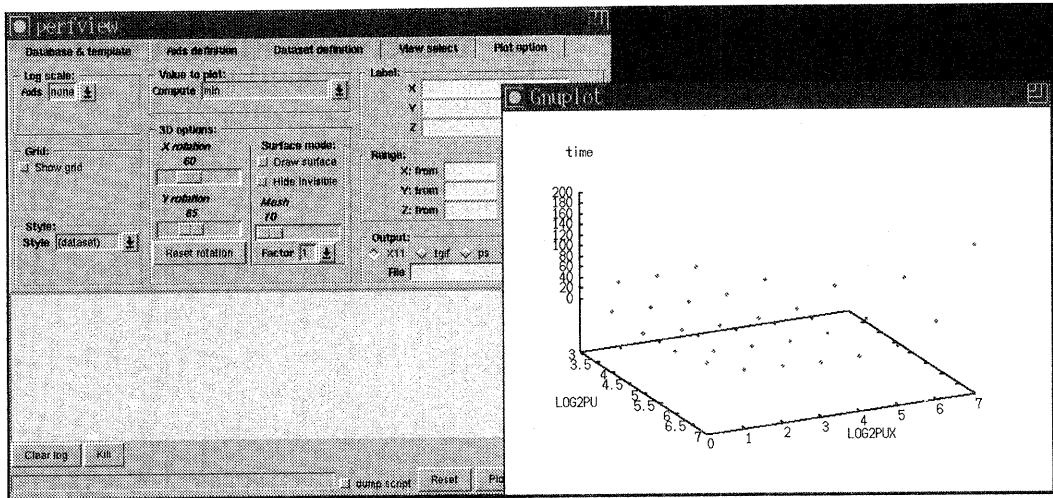 perfview
Database & template
Axis definition
Dataset definition
View select
Plot option
Log scale:
Axis none
Value to plot:
Compute min
Label:
X
Y
Z
Grid:
Show grid
3D options:
X rotation
60
Y rotation
85
Reset rotation
Surface mode:
Draw surface
Hide invisible
Mesh
10
Factor 1
Range:
X: from
Y: from
Z: from
Style:
Style (dataset)
Output:
X11 tgif ps
File
Clear log
Kill
dump script
Reset
Gnuplot
time
200
180
160
140
120
100
80
60
40
20
0
3
3.5
4
4.5
5
5.5
6
6.5
7
LOG2PU
0
1
2
3
4
5
6
7
LOG2PUX